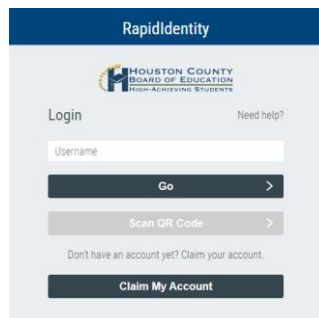 RapidIdentity
HOUSTON COUNTY
BOARD OF EDUCATION
HIGH-ACHIEVING STUDENTS
Login
Need help?
Username
Go
Scan QR Code
Don't have an account yet? Claim your account.
Claim My Account